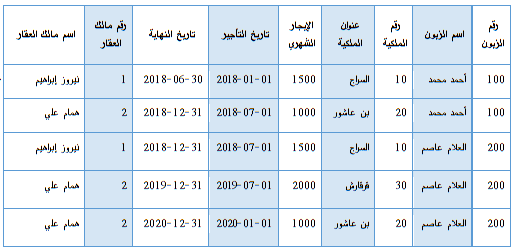 رقم الزبون | اسم الزبون | رقم الملكية | عنوان الملكية | الإيجار الشهري | تاريخ التأجير | تاريخ النهاية | رقم مالك العقار | اسم مالك العقار
100 | أحمد محمد | 10 | السراج | 1500 | 2018-01-01 | 2018-06-30 | 1 | نيروز إبراهيم
100 | أحمد محمد | 20 | بن عاشور | 1000 | 2018-07-01 | 2018-12-31 | 2 | همام علي
200 | العلام عاصم | 10 | السراج | 1500 | 2018-07-01 | 2018-12-31 | 1 | نيروز إبراهيم
200 | العلام عاصم | 30 | قرقارش | 2000 | 2019-07-01 | 2019-12-31 | 2 | همام علي
200 | العلام عاصم | 20 | بن عاشور | 1000 | 2020-01-01 | 2020-12-31 | 2 | همام علي